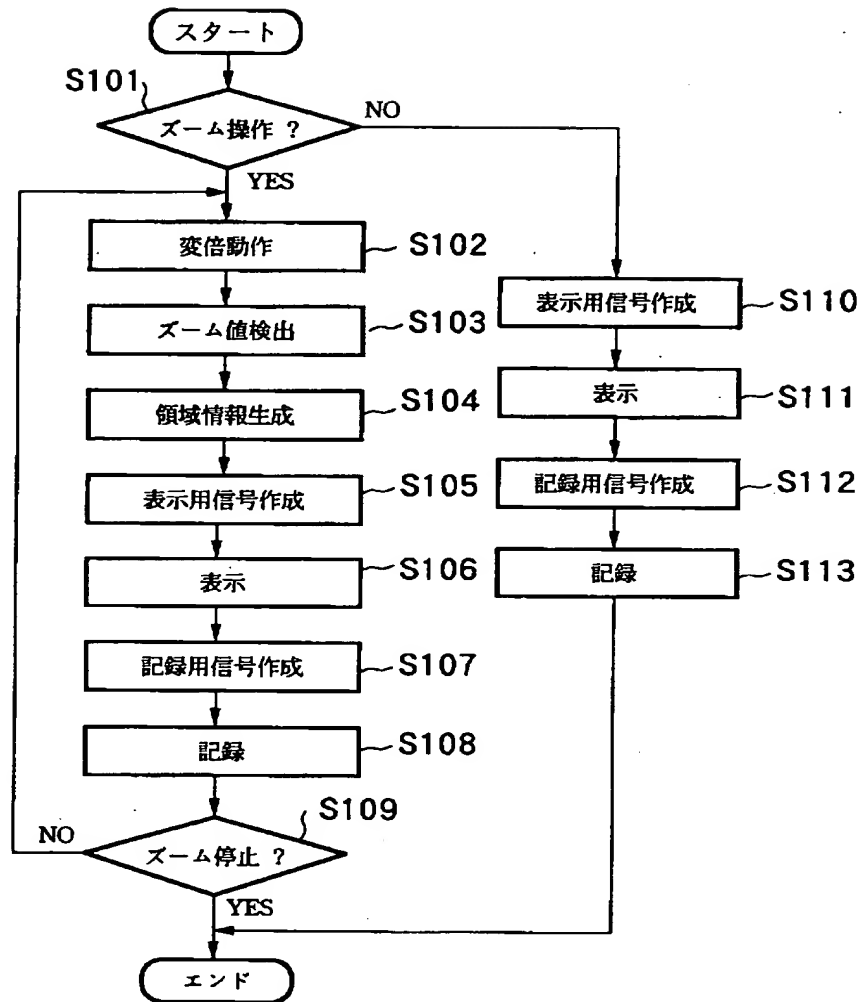 スタート
S101
ズーム操作 ?
NO
YES
変倍動作
S102
ズーム値検出
S103
領域情報生成
S104
表示用信号作成
S105
表示
S106
記録用信号作成
S107
記録
S108
S109
ズーム停止 ?
NO
YES
エンド
表示用信号作成
S110
表示
S111
記録用信号作成
S112
記録
S113